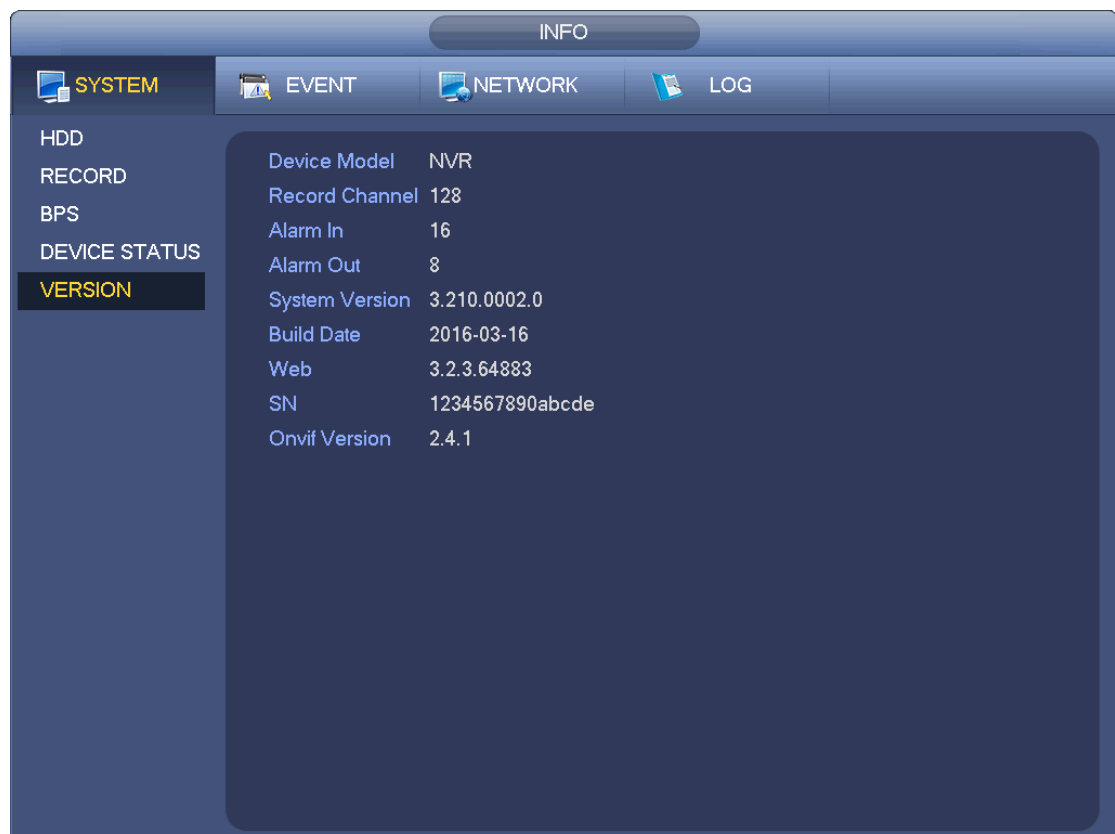 INFO
SYSTEM EVENT NETWORK LOG
HDD
RECORD
BPS
DEVICE STATUS
VERSION
Device Model NVR
Record Channel 128
Alarm In 16
Alarm Out 8
System Version 3.210.0002.0
Build Date 2016-03-16
Web 3.2.3.64883
SN 1234567890abcde
Onvif Version 2.4.1